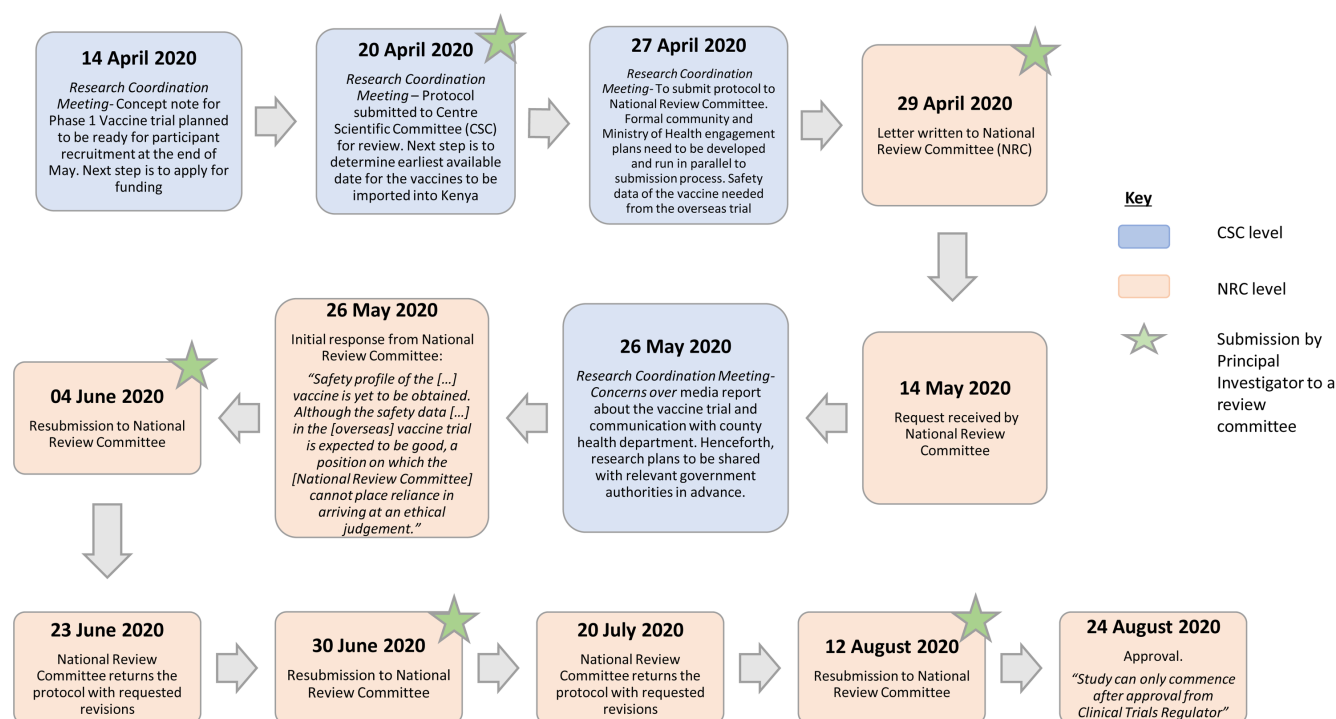 14 April 2020
Research Coordination
Meeting- Concept note for
Phase 1 Vaccine trial planned
to be ready for participant
recruitment at the end of
May. Next step is to apply for
funding
20 April 2020
Research Coordination
Meeting – Protocol
submitted to Centre
Scientific Committee (CSC)
for review. Next step is to
determine earliest available
date for the vaccines to be
imported into Kenya
27 April 2020
Research Coordination
Meeting- To submit protocol to
National Review Committee.
Formal community and
Ministry of Health engagement
plans need to be developed
and run in parallel to
submission process. Safety
data of the vaccine needed
from the overseas trial
29 April 2020
Letter written to National
Review Committee (NRC)
Key
CSC level
NRC level
Submission by
Principal
Investigator to a
review
committee
14 May 2020
Request received by
National Review
Committee
26 May 2020
Research Coordination Meeting-
Concerns over media report
about the vaccine trial and
communication with county
health department. Henceforth,
research plans to be shared
with relevant government
authorities in advance.
26 May 2020
Initial response from National
Review Committee:
“Safety profile of the […]
vaccine is yet to be obtained.
Although the safety data […]
in the [overseas] vaccine trial
is expected to be good, a
position on which the
[National Review Committee]
cannot place reliance in
arriving at an ethical
judgement.”
04 June 2020
Resubmission to National
Review Committee
23 June 2020
National Review
Committee returns the
protocol with requested
revisions
30 June 2020
Resubmission to National
Review Committee
20 July 2020
National Review
Committee returns the
protocol with requested
revisions
12 August 2020
Resubmission to National
Review Committee
24 August 2020
Approval.
“Study can only commence
after approval from
Clinical Trials Regulator”